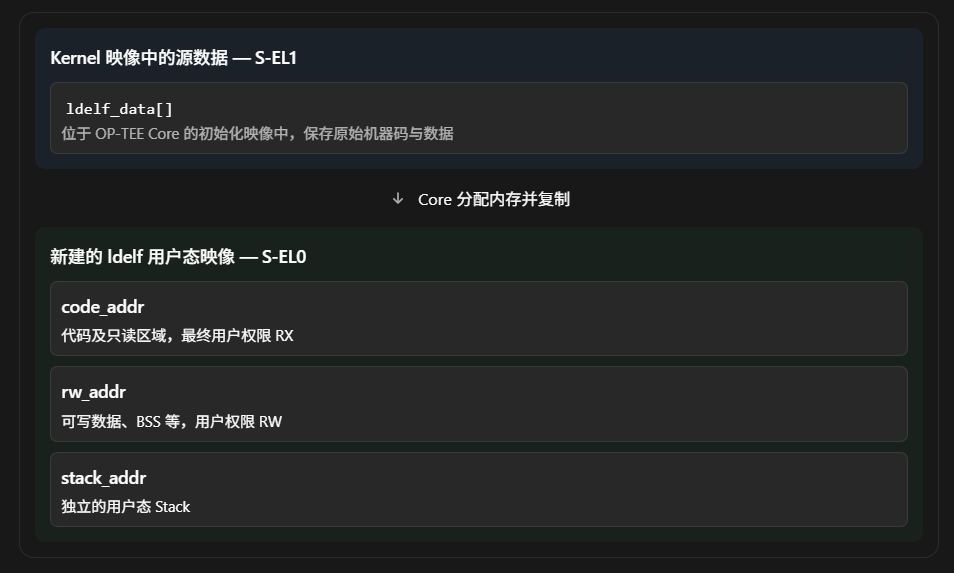 Kernel 映像中的源数据 — S-EL1
ldelf_data[]
位于 OP-TEE Core 的初始化映像中，保存原始机器码与数据
↓ Core 分配内存并复制
新建的 ldelf 用户态映像 — S-EL0
code_addr
代码及只读区域，最终用户权限 RX
rw_addr
可写数据、BSS 等，用户权限 RW
stack_addr
独立的用户态 Stack